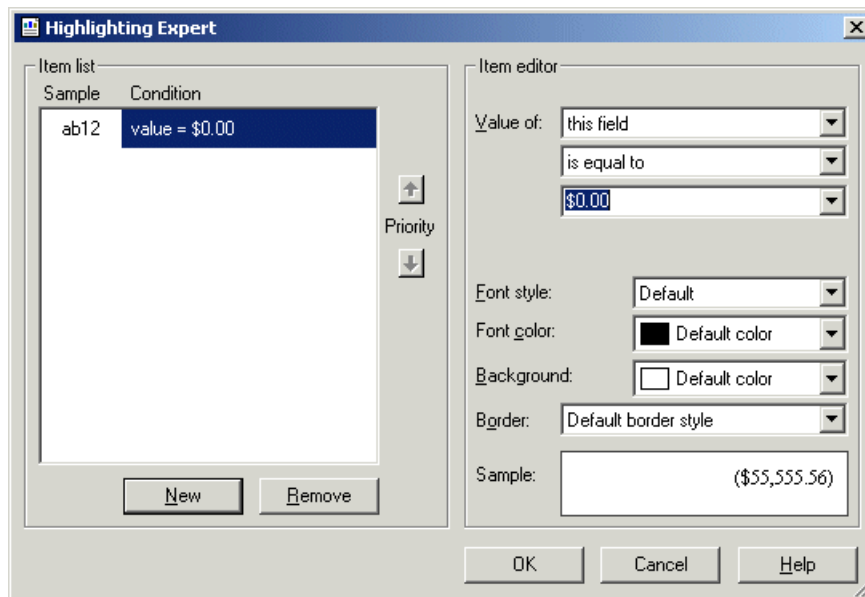 Highlighting Expert
Item list
Sample Condition
ab12 value = $0.00
Priority
New Remove
Item editor
Value of: this field
is equal to
$0.00
Font style: Default
Font color: Default color
Background: Default color
Border: Default border style
Sample: ($55,555.56)
OK Cancel Help